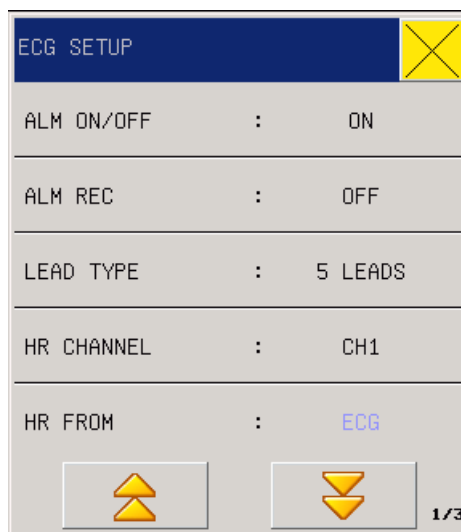 ECG SETUP
ALM ON/OFF : ON
ALM REC : OFF
LEAD TYPE : 5 LEADS
HR CHANNEL : CH1
HR FROM : ECG
1/3